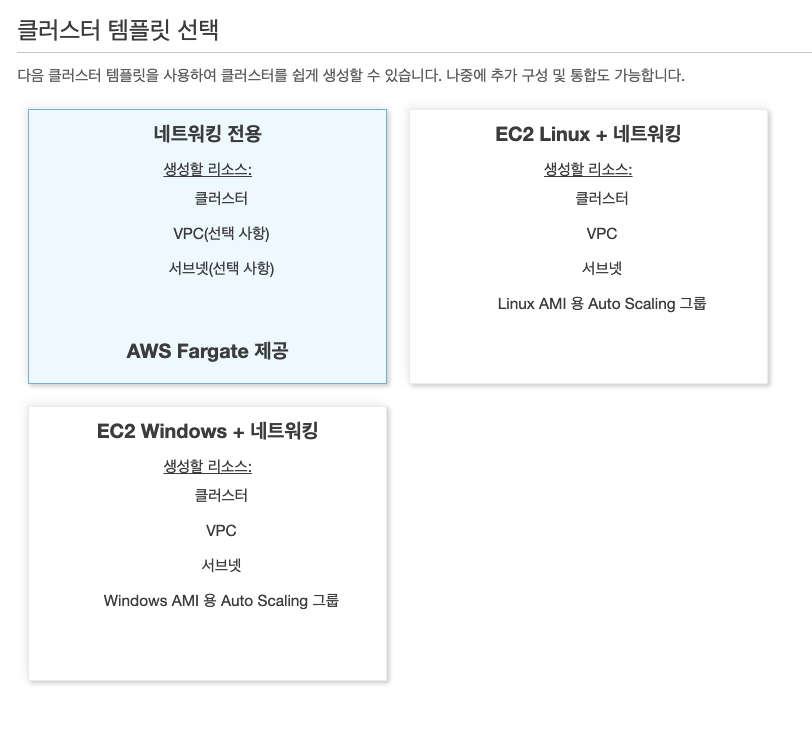 클러스터 템플릿 선택
다음 클러스터 템플릿을 사용하여 클러스터를 쉽게 생성할 수 있습니다. 나중에 추가 구성 및 통합도 가능합니다.
네트워킹 전용
생성할 리소스:
클러스터
VPC(선택 사항)
서브넷(선택 사항)
AWS Fargate 제공
EC2 Linux + 네트워킹
생성할 리소스:
클러스터
VPC
서브넷
Linux AMI 용 Auto Scaling 그룹
EC2 Windows + 네트워킹
생성할 리소스:
클러스터
VPC
서브넷
Windows AMI 용 Auto Scaling 그룹